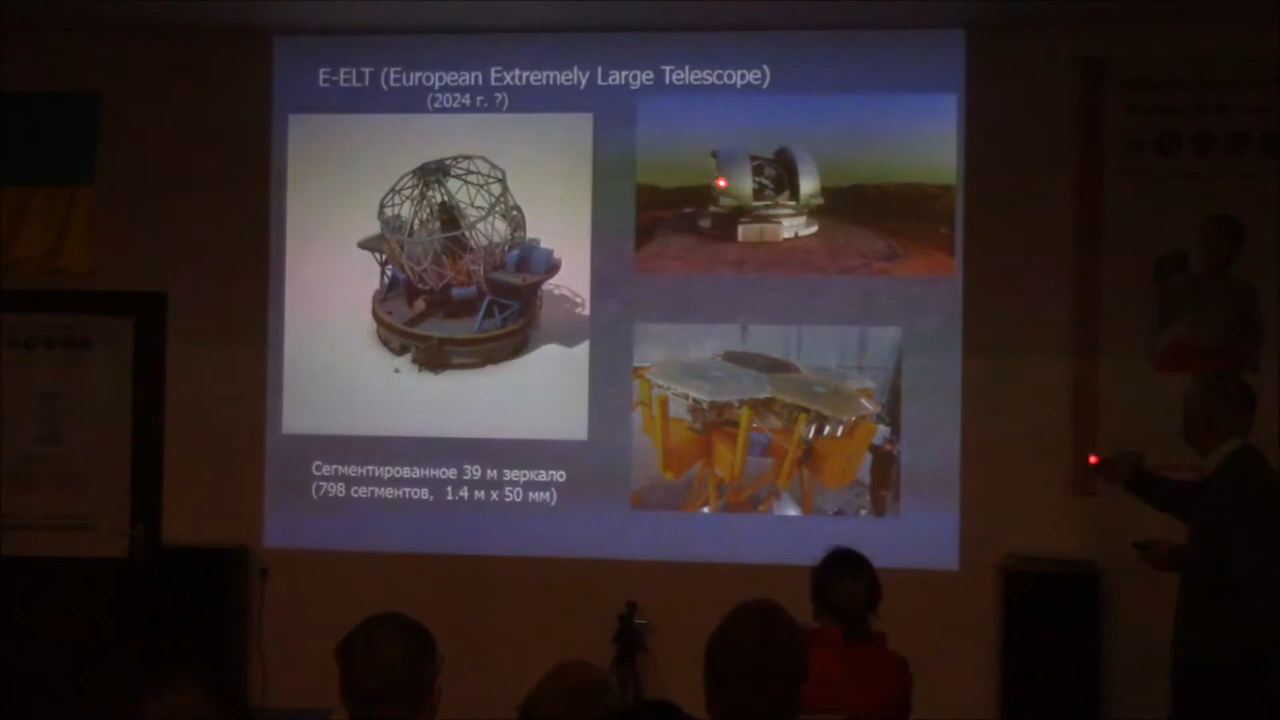 E-ELT (European Extremely Large Telescope)
(2024 г. ?)
Сегментированное 39 м зеркало
(798 сегментов, 1.4 м х 50 мм)